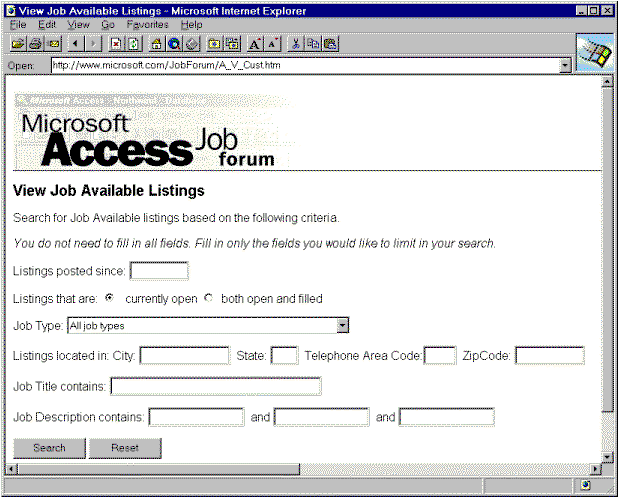 View Job Available Listings - Microsoft Internet Explorer
File Edit View Go Favorites Help
A A
Open: http://www.microsoft.com/JobForum/A_V_Cust.htm
Microsoft Access - Northwind : Database
Microsoft
Access Job
forum
View Job Available Listings
Search for Job Available listings based on the following criteria.
You do not need to fill in all fields. Fill in only the fields you would like to limit in your search.
Listings posted since:
Listings that are: currently open both open and filled
Job Type: All job types
Listings located in: City: State: Telephone Area Code: ZipCode:
Job Title contains:
Job Description contains: and and
Search Reset